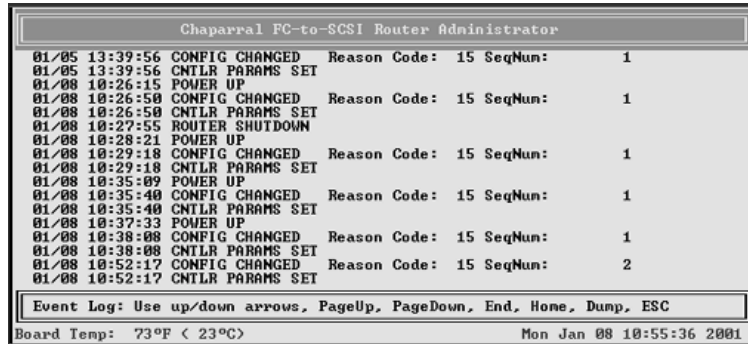 Chaparral FC-to-SCSI Router Administrator
01/05 13:39:56 CONFIG CHANGED Reason Code: 15 SeqNum: 1
01/05 13:39:56 CNTLR PARAMS SET
01/08 10:26:15 POWER UP
01/08 10:26:50 CONFIG CHANGED Reason Code: 15 SeqNum: 1
01/08 10:26:50 CNTLR PARAMS SET
01/08 10:27:55 ROUTER SHUTDOWN
01/08 10:28:21 POWER UP
01/08 10:29:18 CONFIG CHANGED Reason Code: 15 SeqNum: 1
01/08 10:29:18 CNTLR PARAMS SET
01/08 10:35:09 POWER UP
01/08 10:35:40 CONFIG CHANGED Reason Code: 15 SeqNum: 1
01/08 10:35:40 CNTLR PARAMS SET
01/08 10:37:33 POWER UP
01/08 10:38:08 CONFIG CHANGED Reason Code: 15 SeqNum: 1
01/08 10:38:08 CNTLR PARAMS SET
01/08 10:52:17 CONFIG CHANGED Reason Code: 15 SeqNum: 2
01/08 10:52:17 CNTLR PARAMS SET
Event Log: Use up/down arrows, PageUp, PageDown, End, Home, Dump, ESC
Board Temp: 73ºF ( 23ºC) Mon Jan 08 10:55:36 2001